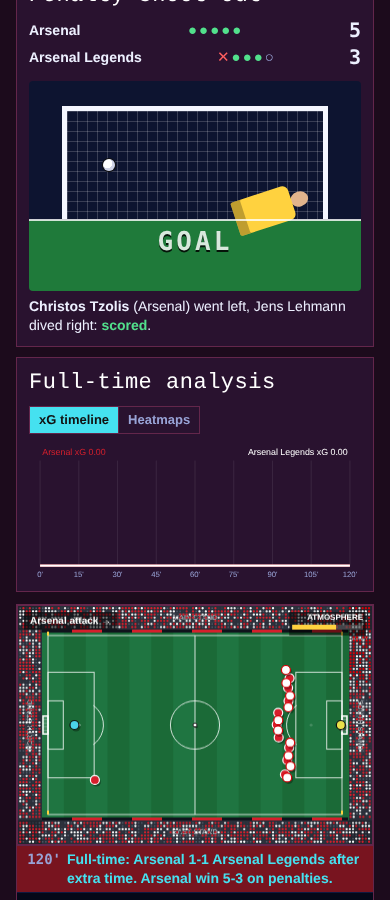 Penalty shoot-out
Arsenal 5
Arsenal Legends 3
GOAL
Christos Tzolis (Arsenal) went left, Jens Lehmann
dived right: scored.
Full-time analysis
xG timeline Heatmaps
Arsenal xG 0.00 Arsenal Legends xG 0.00
0' 15' 30' 45' 60' 75' 90' 105' 120'
Arsenal attack ATMOSPHERE
120' Full-time: Arsenal 1-1 Arsenal Legends after
extra time. Arsenal win 5-3 on penalties.